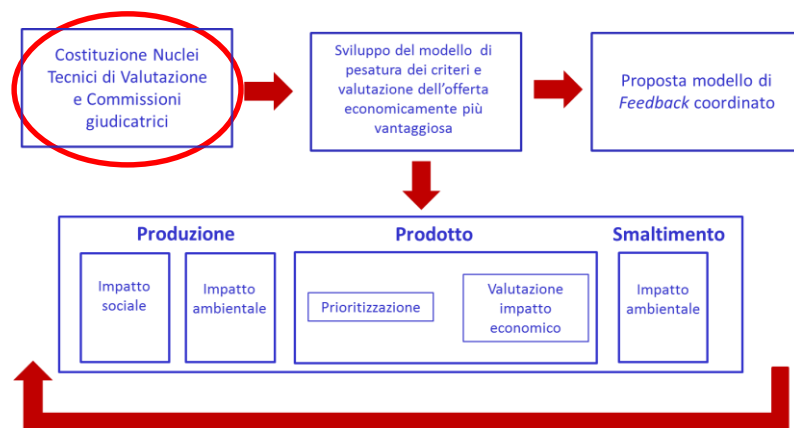 Costituzione Nuclei
Tecnici di Valutazione
e Commissioni
giudicatrici
Sviluppo del modello di
pesatura dei criteri e
valutazione dell’offerta
economicamente più
vantaggiosa
Proposta modello di
Feedback coordinato
Produzione
Prodotto
Smaltimento
Impatto
sociale
Impatto
ambientale
Prioritizzazione
Valutazione
impatto
economico
Impatto
ambientale